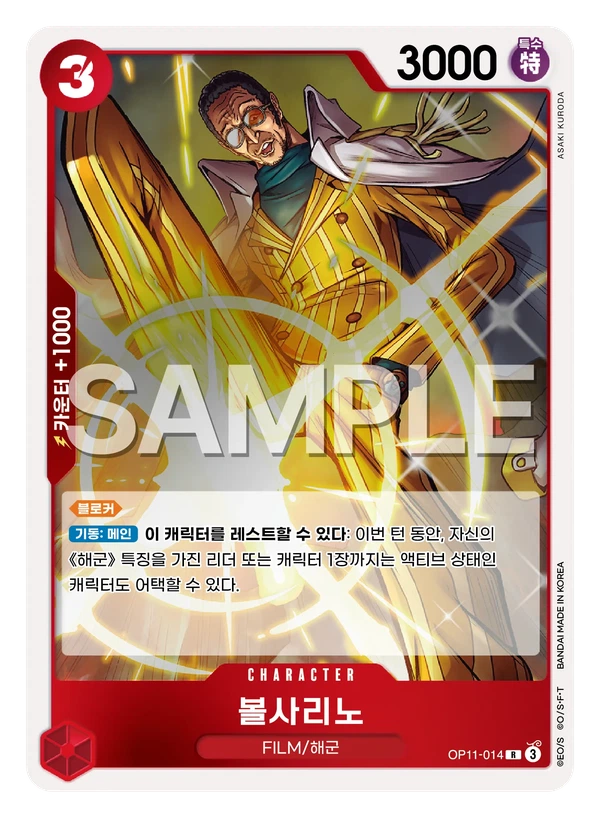 3
3000
특수
特
ASAKI KURODA
카운터 +1000
SAMPLE
블로커
기동: 메인 이 캐릭터를 레스트할 수 있다: 이번 턴 동안, 자신의
《해군》 특징을 가진 리더 또는 캐릭터 1장까지는 액티브 상태인
캐릭터도 어택할 수 있다.
CHARACTER
볼사리노
FILM/해군
OP11-014 R 3
©EO/S ©O/S·F·T BANDAI MADE IN KOREA